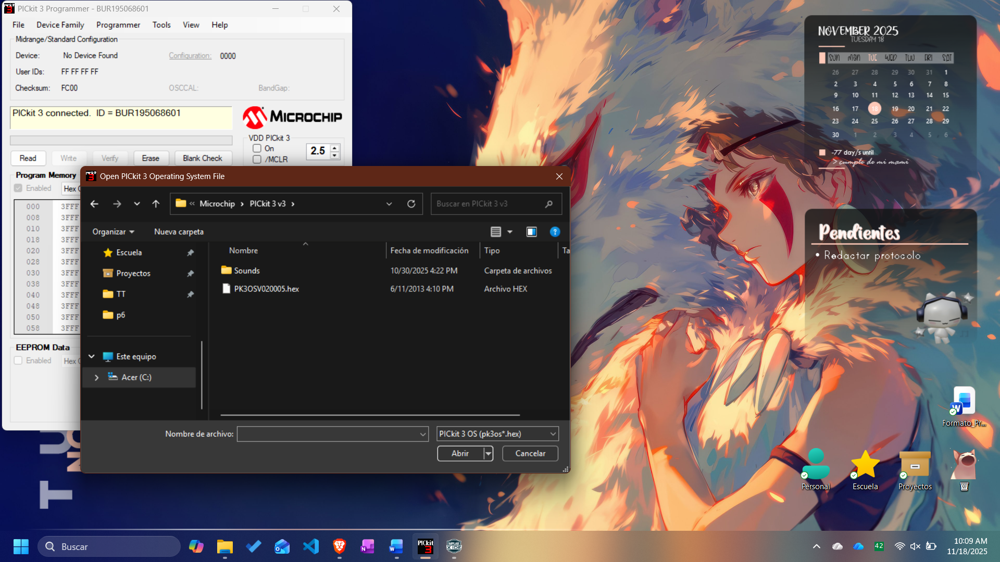 PICkit 3 Programmer - BUR195068601
File Device Family Programmer Tools View Help
Midrange/Standard Configuration
Device: No Device Found Configuration: 0000
User IDs: FF FF FF FF
Checksum: FC00 OSCCAL: BandGap:
PICkit 3 connected. ID = BUR195068601
MICROCHIP
VDD PICkit 3
On
/MCLR
2.5
Read Write Verify Erase Blank Check
Program Memory
Enabled Hex
000 3FFF
008 3FFF
010 3FFF
018 3FFF
020 3FFF
028 3FFF
030 3FFF
038 3FFF
040 3FFF
048 3FFF
050 3FFF
058 3FFF
EEPROM Data
Enabled Hex
Open PICkit 3 Operating System File
« Microchip › PICkit 3 v3 ›
Buscar en PICkit 3 v3
Organizar Nueva carpeta
Escuela
Proyectos
TT
p6
Este equipo
Acer (C:)
Nombre Fecha de modificación Tipo Ta
Sounds 10/30/2025 4:22 PM Carpeta de archivos
PK3OSV020005.hex 6/11/2013 4:10 PM Archivo HEX
Nombre de archivo: PICkit 3 OS (pk3os*.hex)
Abrir Cancelar
NOVEMBER 2025
TUESDAY 18
SUN MON TUE WED THU FRI SAT
26 27 28 29 30 31 1
2 3 4 5 6 7 8
9 10 11 12 13 14 15
16 17 18 19 20 21 22
23 24 25 26 27 28 29
30 1 2 3 4 5 6
-77 day/s until
> cumple de mi mami
Pendientes
• Redactar protocolo
Formato_Pr...
Personal
Escuela
Proyectos
T
Buscar
PICkit 3
MPLAB X IDE
42
10:09 AM
11/18/2025